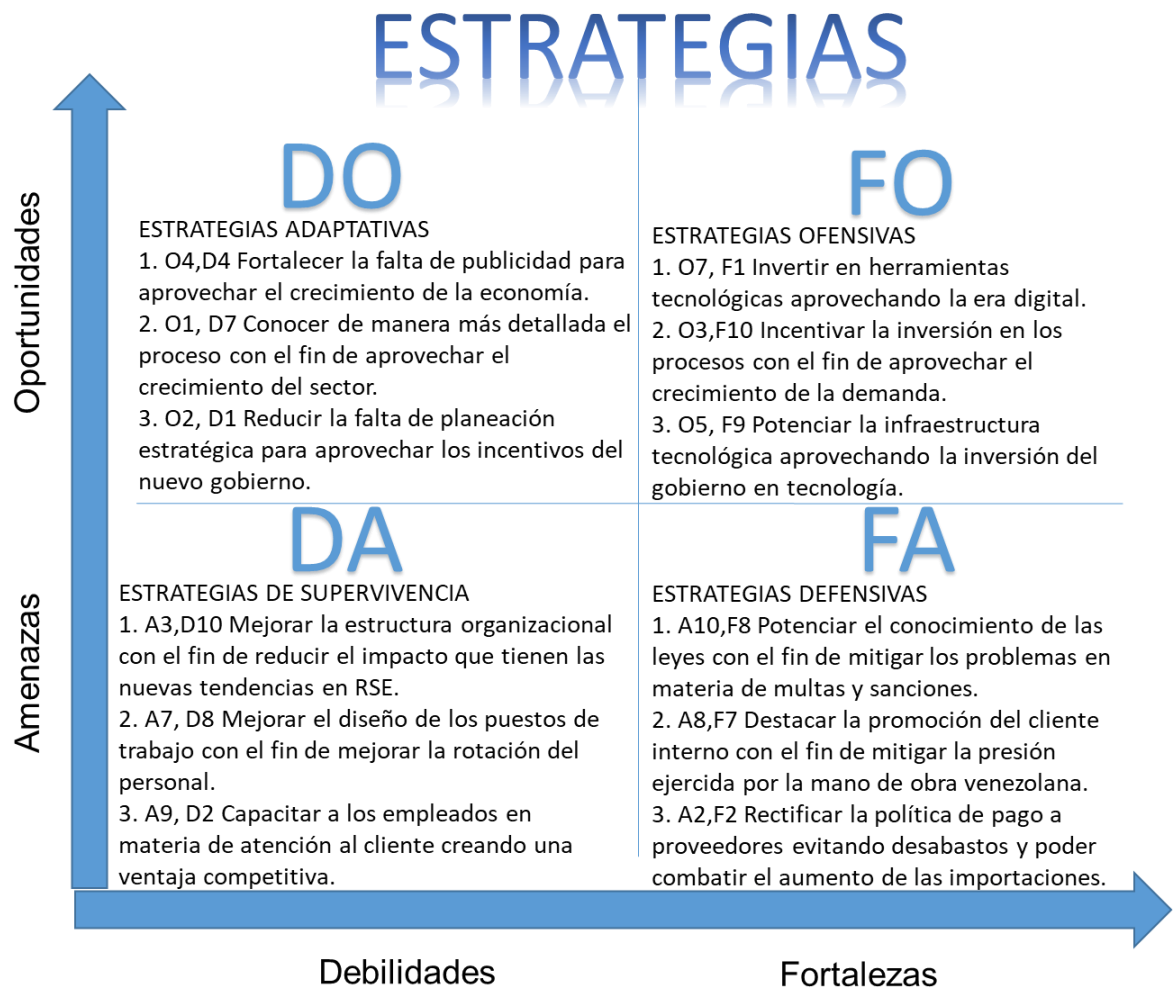 ESTRATEGIAS
Oportunidades
DO
ESTRATEGIAS ADAPTATIVAS
1. O4,D4 Fortalecer la falta de publicidad para
aprovechar el crecimiento de la economía.
2. O1, D7 Conocer de manera más detallada el
proceso con el fin de aprovechar el
crecimiento del sector.
3. O2, D1 Reducir la falta de planeación
estratégica para aprovechar los incentivos del
nuevo gobierno.
FO
ESTRATEGIAS OFENSIVAS
1. O7, F1 Invertir en herramientas
tecnológicas aprovechando la era digital.
2. O3,F10 Incentivar la inversión en los
procesos con el fin de aprovechar el
crecimiento de la demanda.
3. O5, F9 Potenciar la infraestructura
tecnológica aprovechando la inversión del
gobierno en tecnología.
Amenazas
DA
ESTRATEGIAS DE SUPERVIVENCIA
1. A3,D10 Mejorar la estructura organizacional
con el fin de reducir el impacto que tienen las
nuevas tendencias en RSE.
2. A7, D8 Mejorar el diseño de los puestos de
trabajo con el fin de mejorar la rotación del
personal.
3. A9, D2 Capacitar a los empleados en
materia de atención al cliente creando una
ventaja competitiva.
FA
ESTRATEGIAS DEFENSIVAS
1. A10,F8 Potenciar el conocimiento de las
leyes con el fin de mitigar los problemas en
materia de multas y sanciones.
2. A8,F7 Destacar la promoción del cliente
interno con el fin de mitigar la presión
ejercida por la mano de obra venezolana.
3. A2,F2 Rectificar la política de pago a
proveedores evitando desabastos y poder
combatir el aumento de las importaciones.
Debilidades
Fortalezas